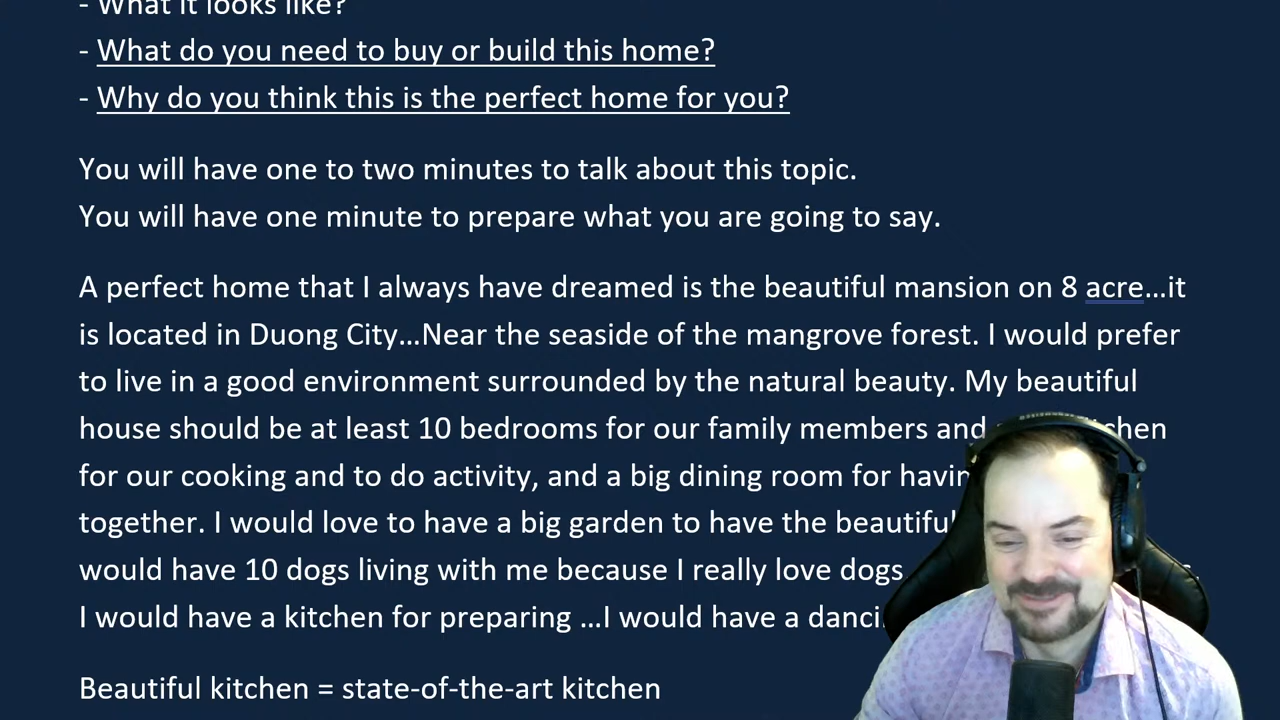 - What it looks like?
- What do you need to buy or build this home?
- Why do you think this is the perfect home for you?
You will have one to two minutes to talk about this topic.
You will have one minute to prepare what you are going to say.
A perfect home that I always have dreamed is the beautiful mansion on 8 acre...it
is located in Duong City...Near the seaside of the mangrove forest. I would prefer
to live in a good environment surrounded by the natural beauty. My beautiful
house should be at least 10 bedrooms for our family members and
for our cooking and to do activity, and a big dining room for
together. I would love to have a big garden to have the beautiful
would have 10 dogs living with me because I really love dogs
I would have a kitchen for preparing ...I would have a
Beautiful kitchen = state-of-the-art kitchen